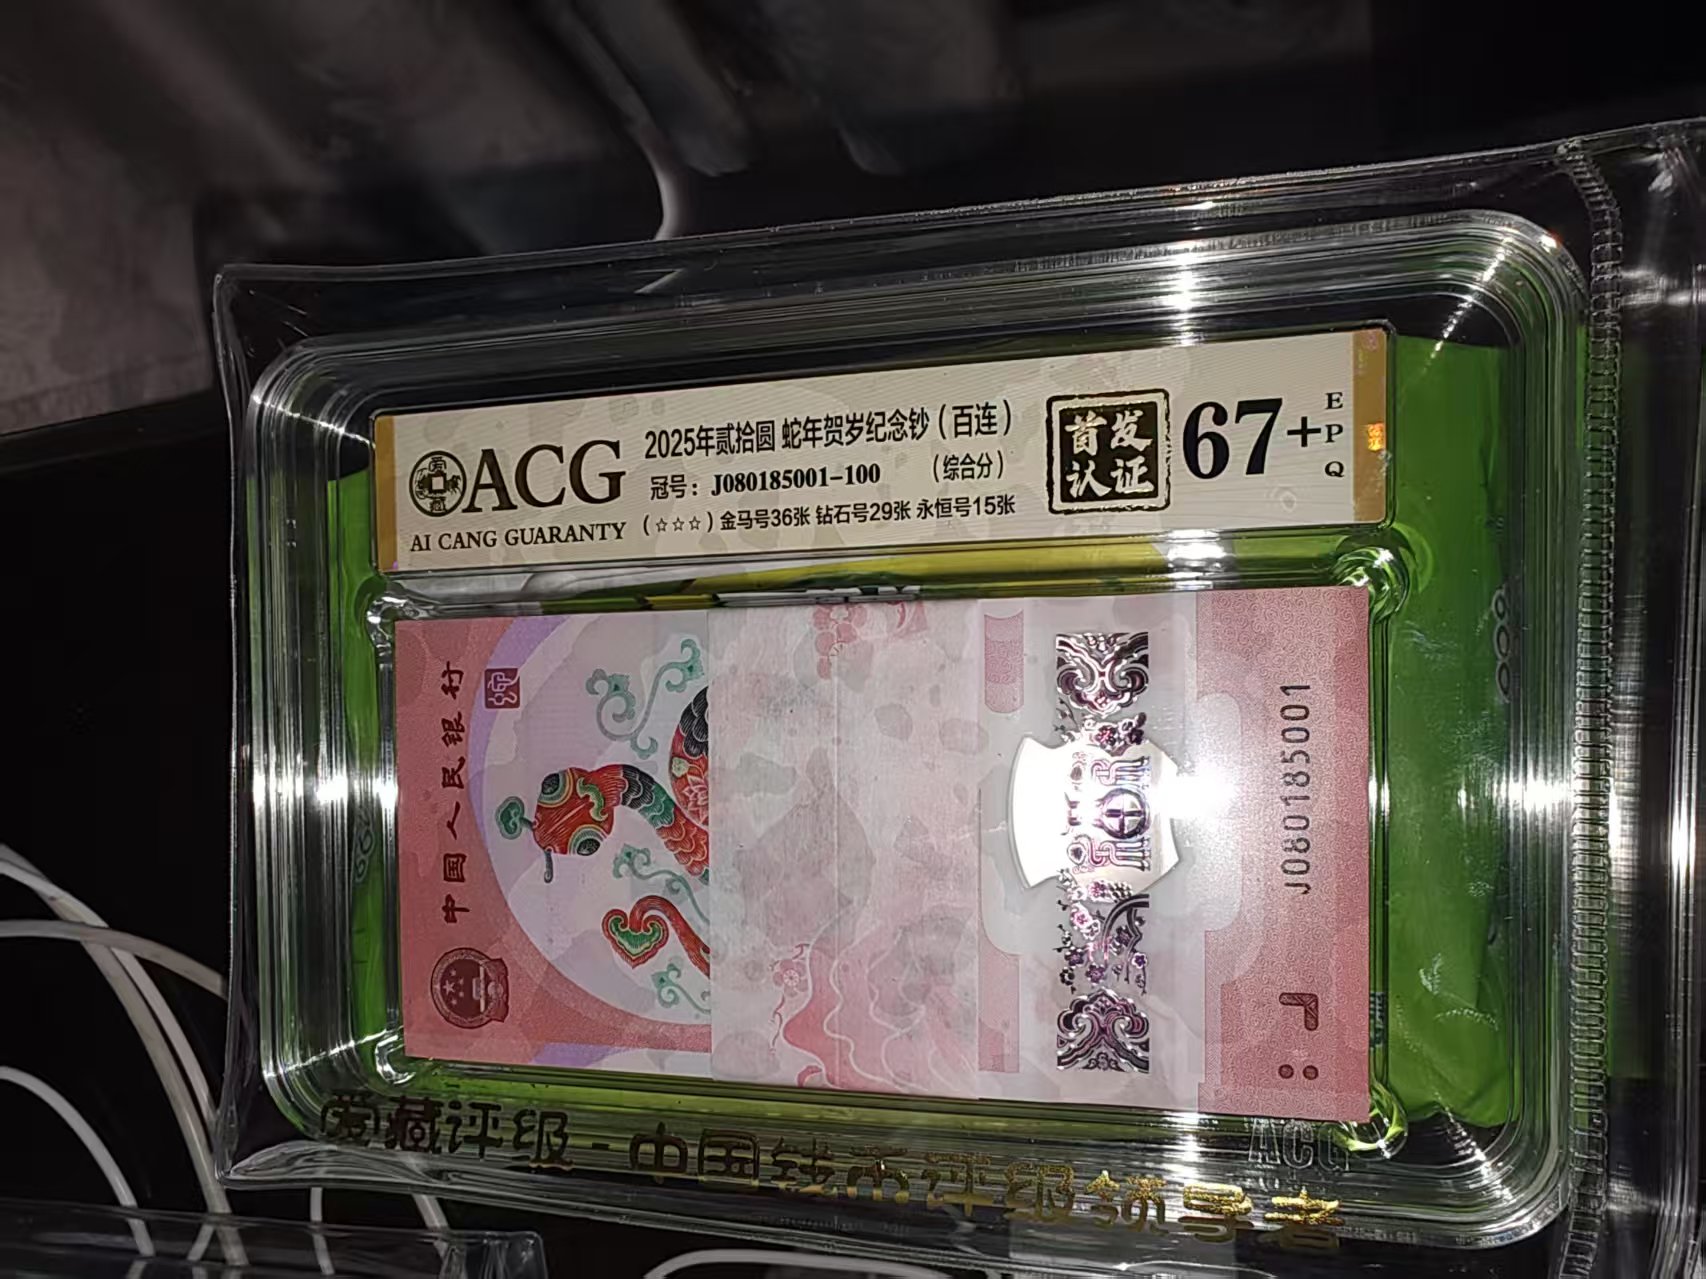 ACG
AI CANG GUARANTY
2025年贰拾圆 蛇年贺岁纪念钞（百连）
冠号：J080185001-100 （综合分）
（☆☆☆）金马号36张 钻石号29张 永恒号15张
首发
认证
67+
EPQ
中国人民银行
J080185001
ACG
爱藏评级-中国钱币评级领导者